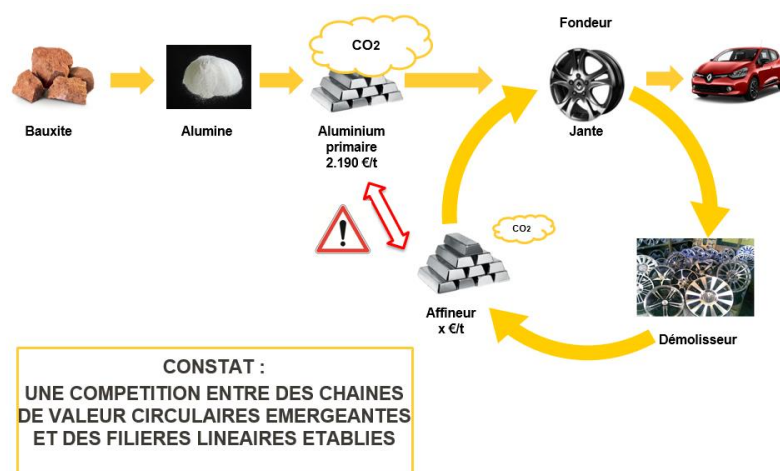 CO2
Fondeur
Bauxite
Alumine
Aluminium
primaire
2.190 €/t
Jante
CO2
Affineur
x €/t
Démolisseur
CONSTAT :
UNE COMPETITION ENTRE DES CHAINES
DE VALEUR CIRCULAIRES EMERGEANTES
ET DES FILIERES LINEAIRES ETABLIES